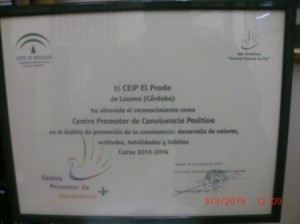 El CEIP El Prado
de Lucena (Córdoba)
ha obtenido el reconocimiento como
Centro Promotor de Convivencia Positiva
en el ámbito de promoción de la convivencia: desarrollo de valores,
actitudes, habilidades y hábitos
Curso 2013-2014
Centro
Promotor de
Convivencia +
3/3/2015 12:09